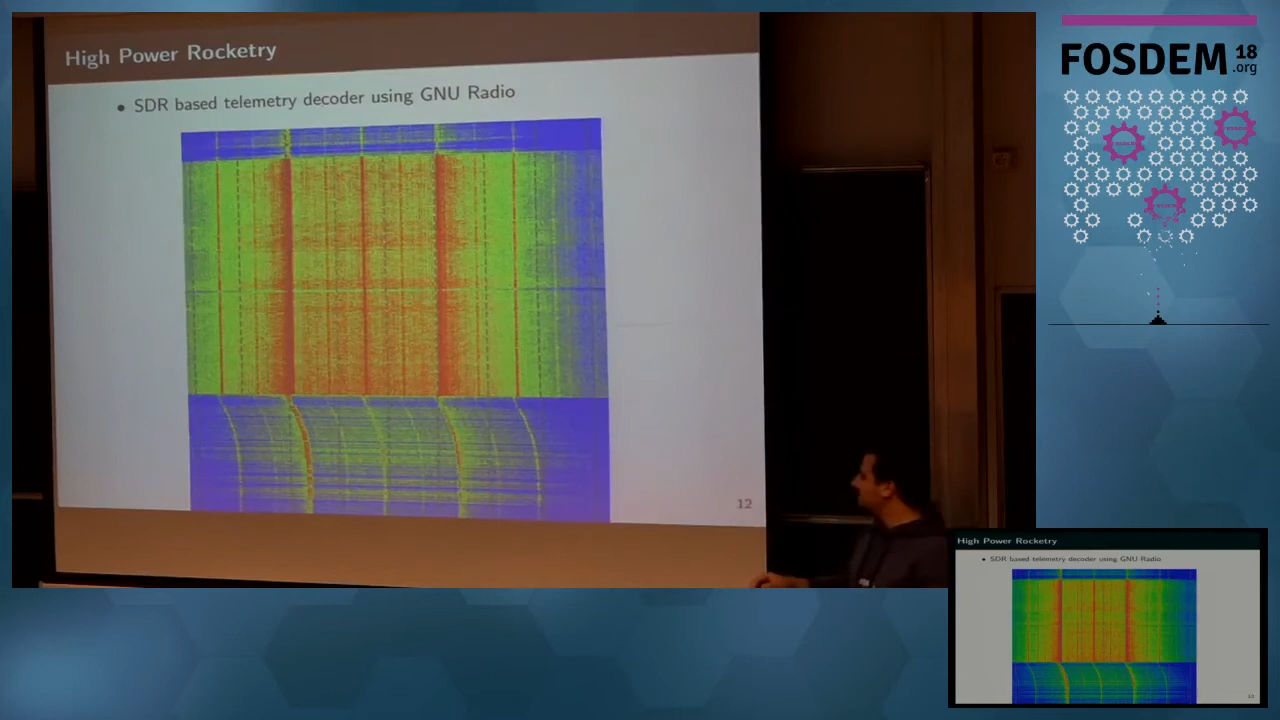 High Power Rocketry
• SDR based telemetry decoder using GNU Radio
12
FOSDEM 18
.org
High Power Rocketry
• SDR based telemetry decoder using GNU Radio